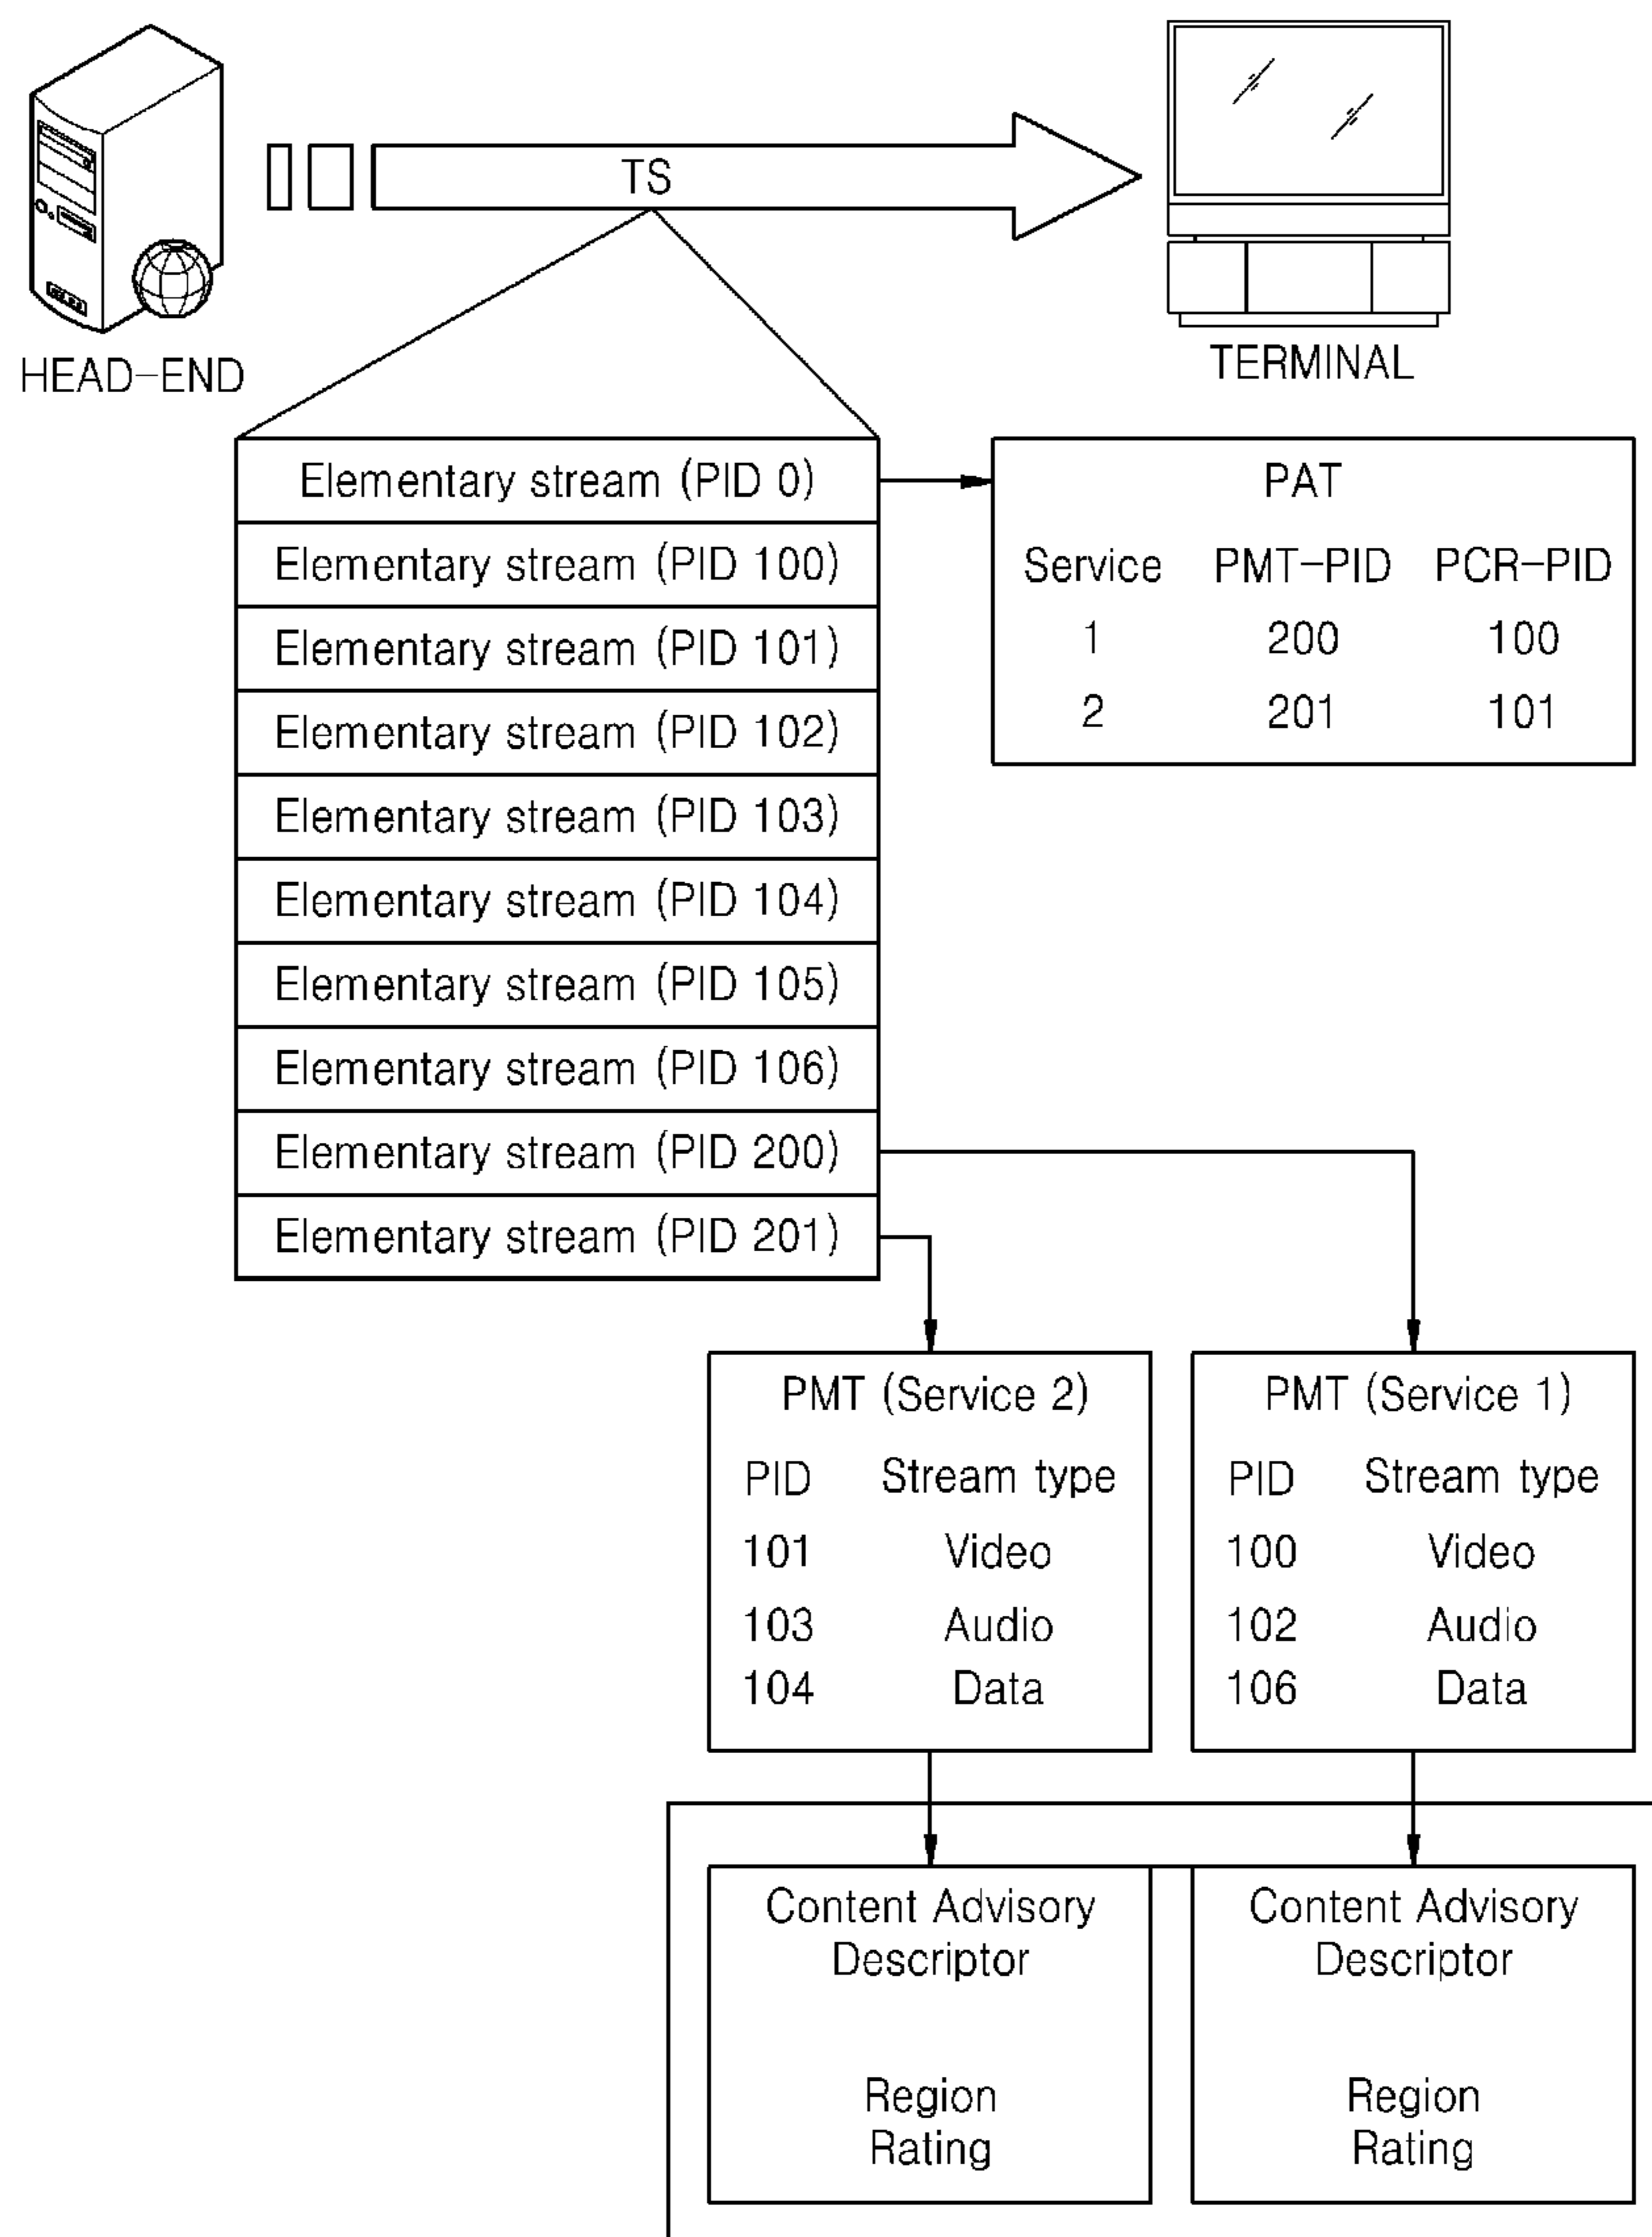 TS
HEAD-END
TERMINAL
Elementary stream (PID 0)
Elementary stream (PID 100)
Elementary stream (PID 101)
Elementary stream (PID 102)
Elementary stream (PID 103)
Elementary stream (PID 104)
Elementary stream (PID 105)
Elementary stream (PID 106)
Elementary stream (PID 200)
Elementary stream (PID 201)
PAT
Service PMT-PID PCR-PID
1 200 100
2 201 101
PMT (Service 2)
PID Stream type
101 Video
103 Audio
104 Data
PMT (Service 1)
PID Stream type
100 Video
102 Audio
106 Data
Content Advisory
Descriptor
Region
Rating
Content Advisory
Descriptor
Region
Rating